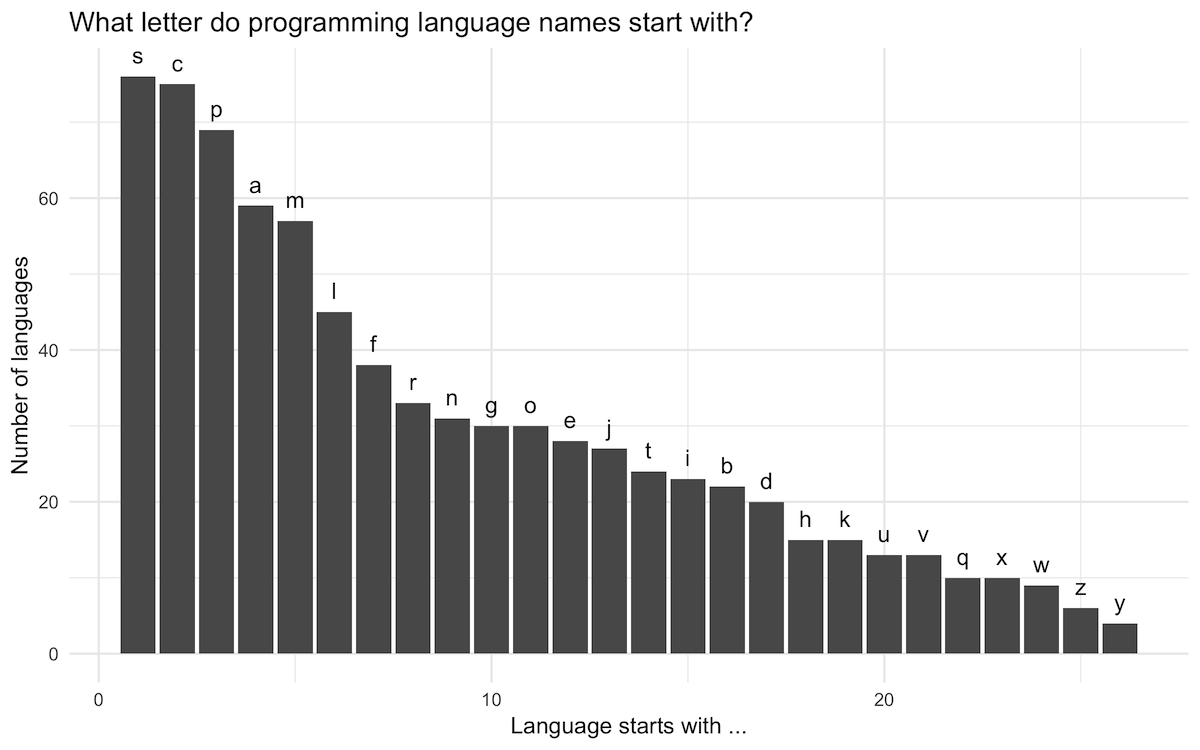 What letter do programming language names start with?
s
c
p
a
m
l
f
r
n
g
o
e
j
t
i
b
d
h
k
u
v
q
x
w
z
y
Number of languages
60
40
20
0
0 10 20
Language starts with ...